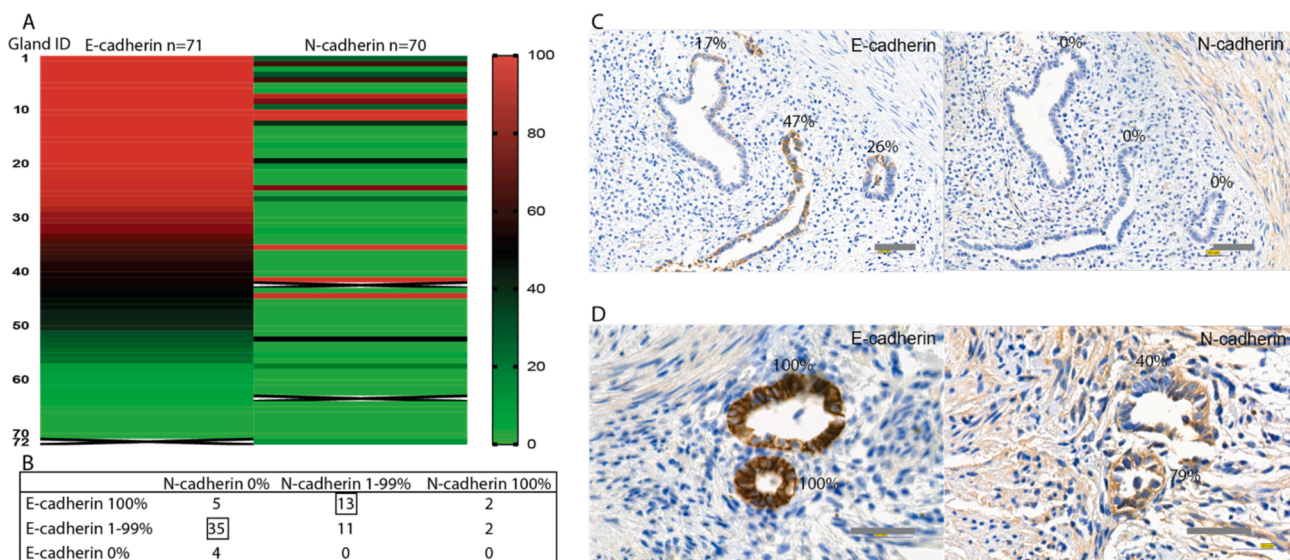 A
Gland ID E-cadherin n=71 N-cadherin n=70
1
10
20
30
40
50
60
70
72
100
80
60
40
20
0
B
N-cadherin 0% N-cadherin 1-99% N-cadherin 100%
E-cadherin 100% 5 13 2
E-cadherin 1-99% 35 11 2
E-cadherin 0% 4 0 0
C
E-cadherin
17%
47%
26%
N-cadherin
0%
0%
0%
D
E-cadherin
100%
100%
N-cadherin
40%
79%